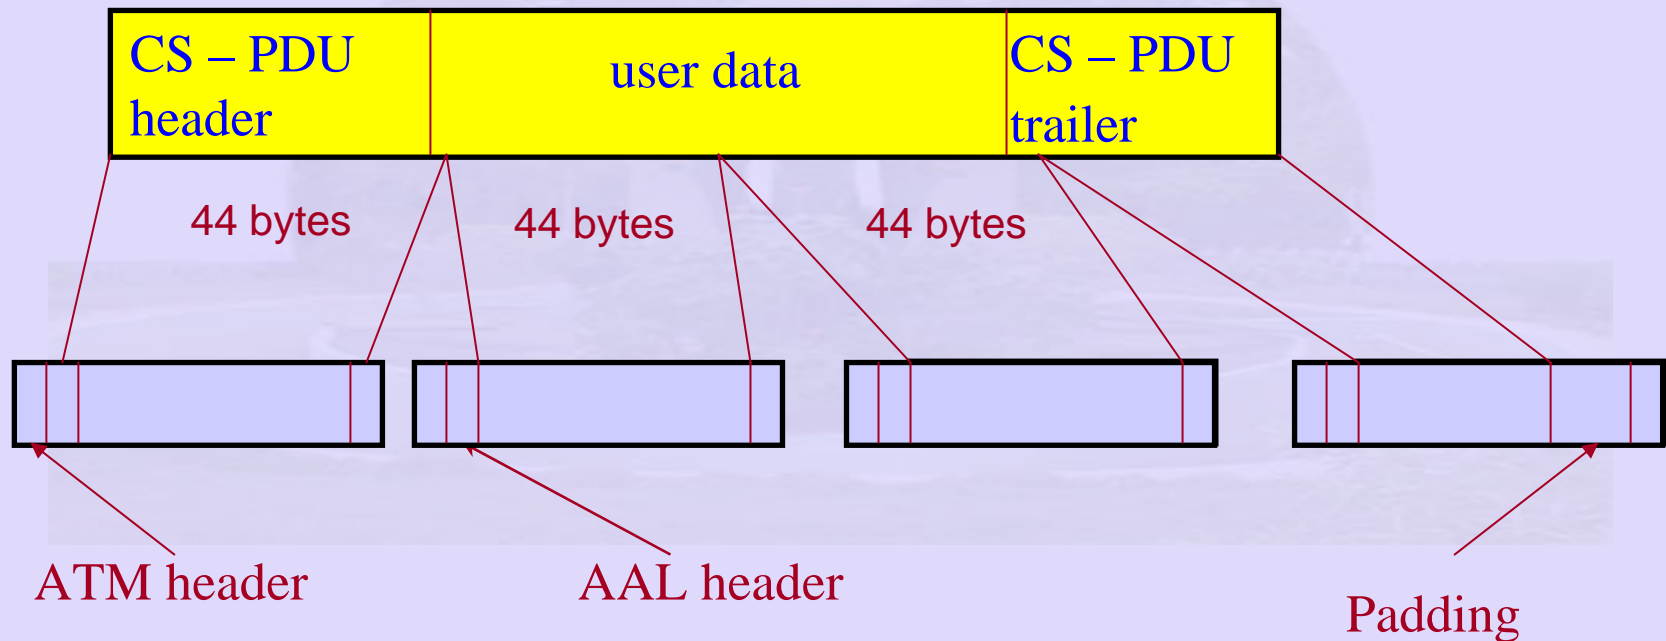 CS – PDU
header
user data
CS – PDU
trailer
44 bytes
44 bytes
44 bytes
ATM header
AAL header
Padding